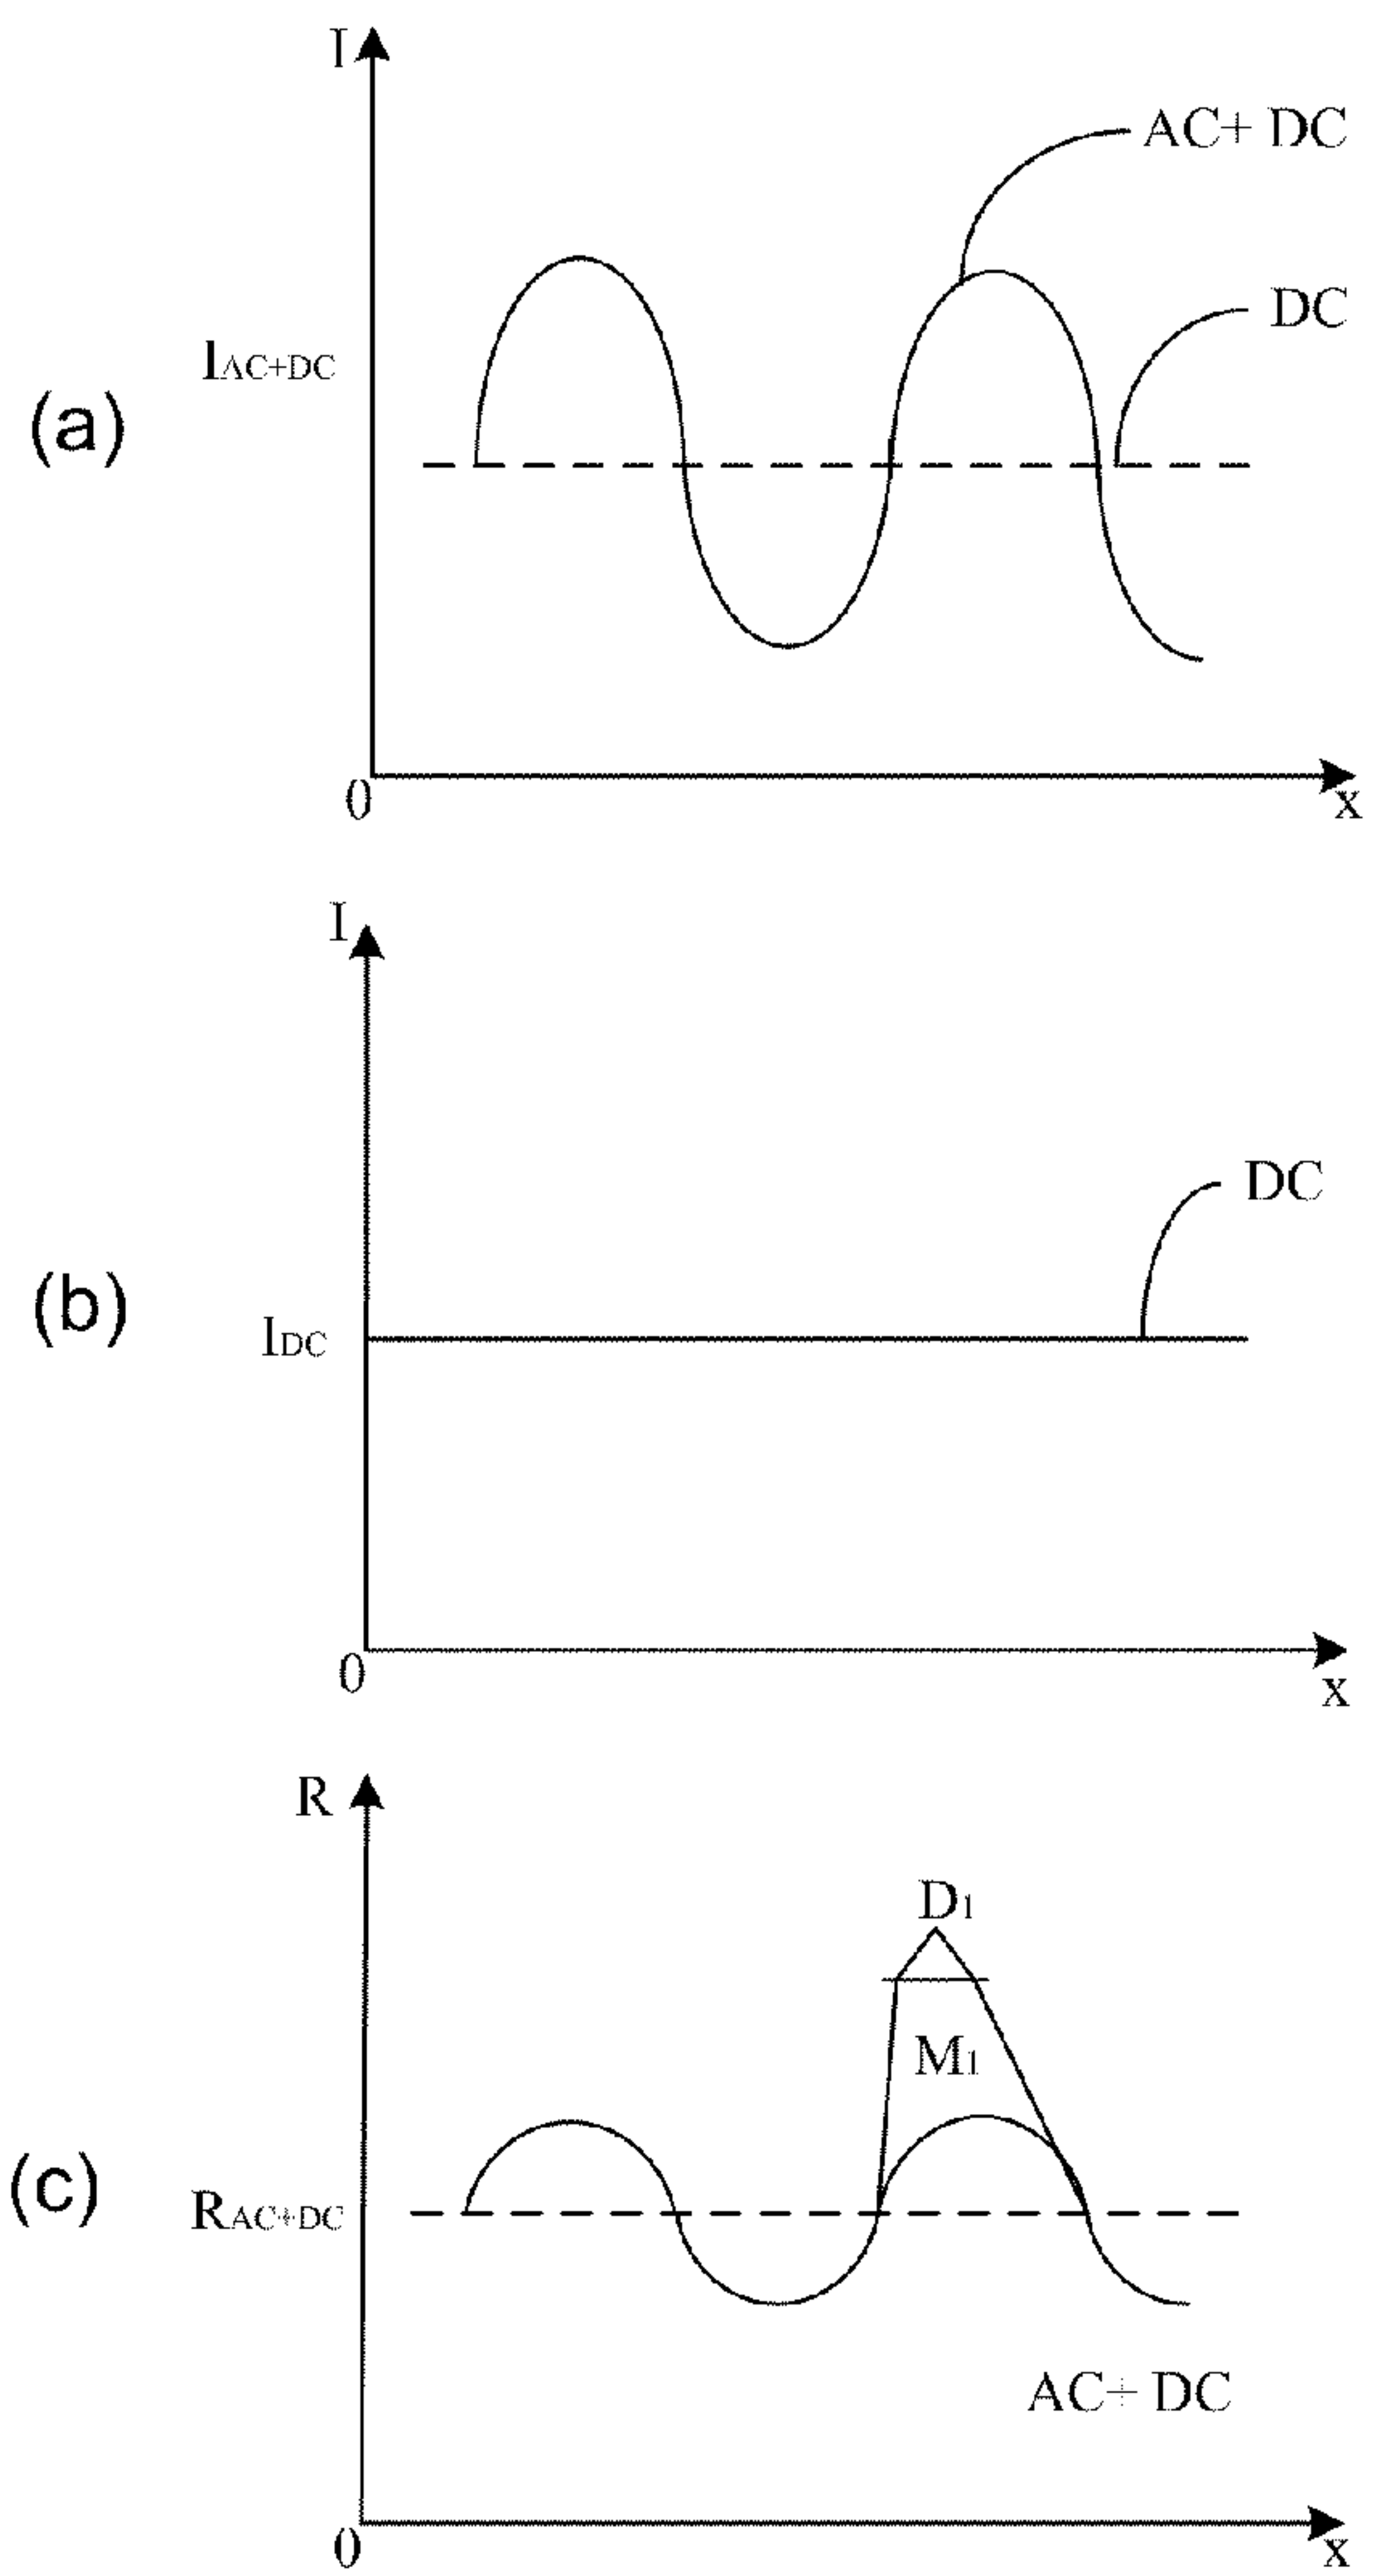 I
AC+ DC
DC
IAC+DC
(a)
0
x
I
DC
(b)
IDC
0
x
R
D1
M1
(c)
RAC+DC
AC+ DC
0
x